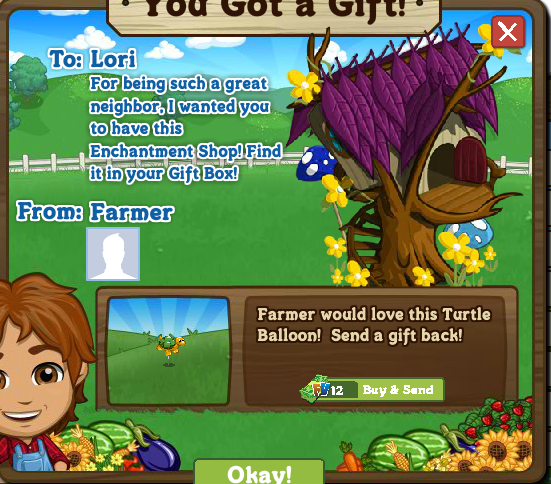 You Got a Gift!
To: Lori
For being such a great
neighbor, I wanted you
to have this
Enchantment Shop! Find
it in your Gift Box!
From: Farmer
Farmer would love this Turtle
Balloon! Send a gift back!
FV 12 Buy & Send
Okay!